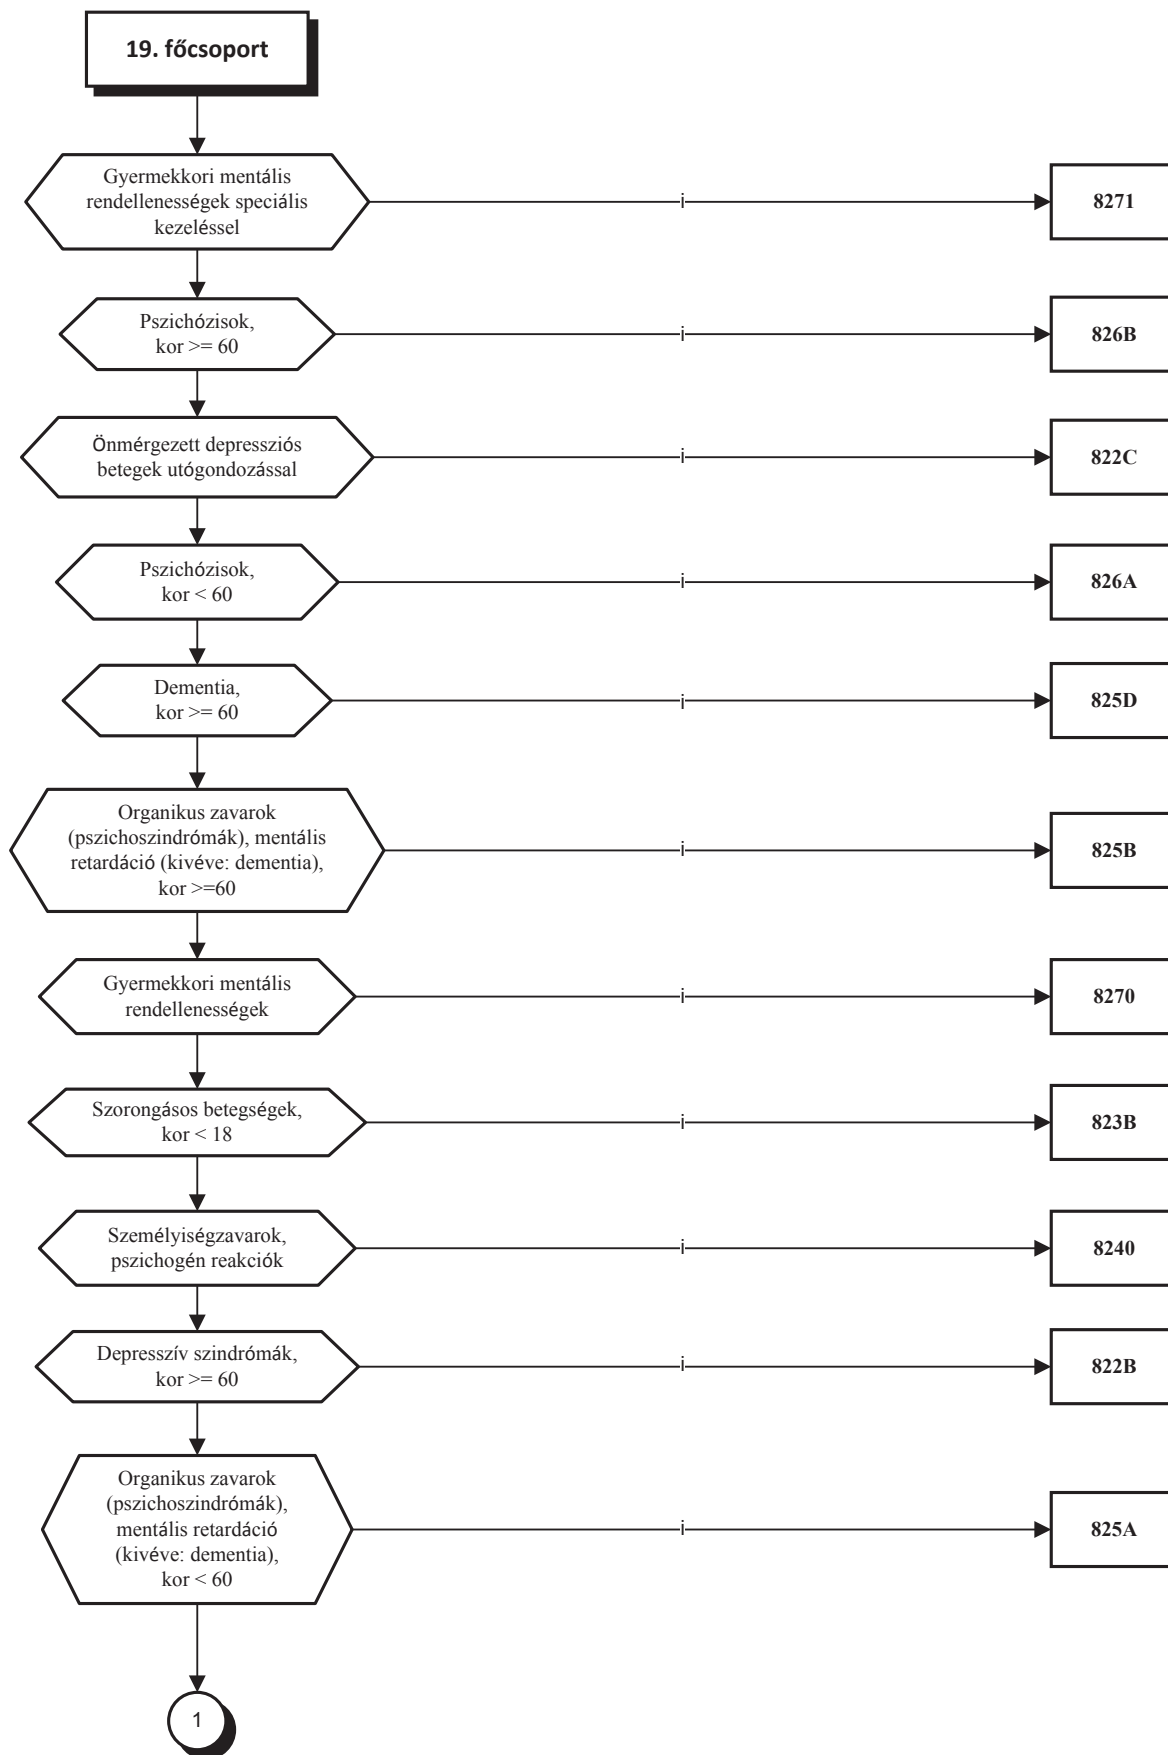 19. főcsoport
Gyermekkori mentális
rendellenességek speciális
kezeléssel
i
8271
Pszichózisok,
kor >= 60
i
826B
Önmérgezett depressziós
betegek utógondozással
i
822C
Pszichózisok,
kor < 60
i
826A
Dementia,
kor >= 60
i
825D
Organikus zavarok
(pszichoszindrómák), mentális
retardáció (kivéve: dementia),
kor >=60
i
825B
Gyermekkori mentális
rendellenességek
i
8270
Szorongásos betegségek,
kor < 18
i
823B
Személyiségzavarok,
pszichogén reakciók
i
8240
Depresszív szindrómák,
kor >= 60
i
822B
Organikus zavarok
(pszichoszindrómák),
mentális retardáció
(kivéve: dementia),
kor < 60
i
825A
1